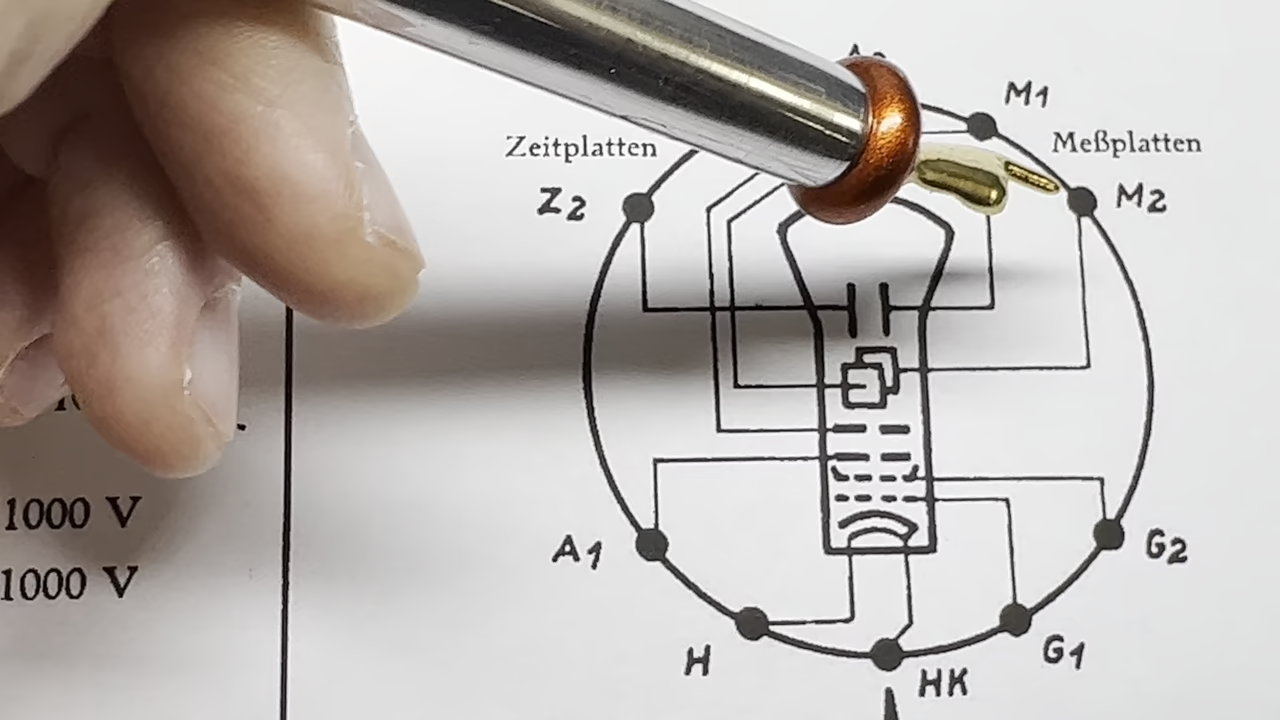 M1
Zeitplatten
Meßplatten
Z2
M2
1000 V
A1
G2
1000 V
H
G1
HK